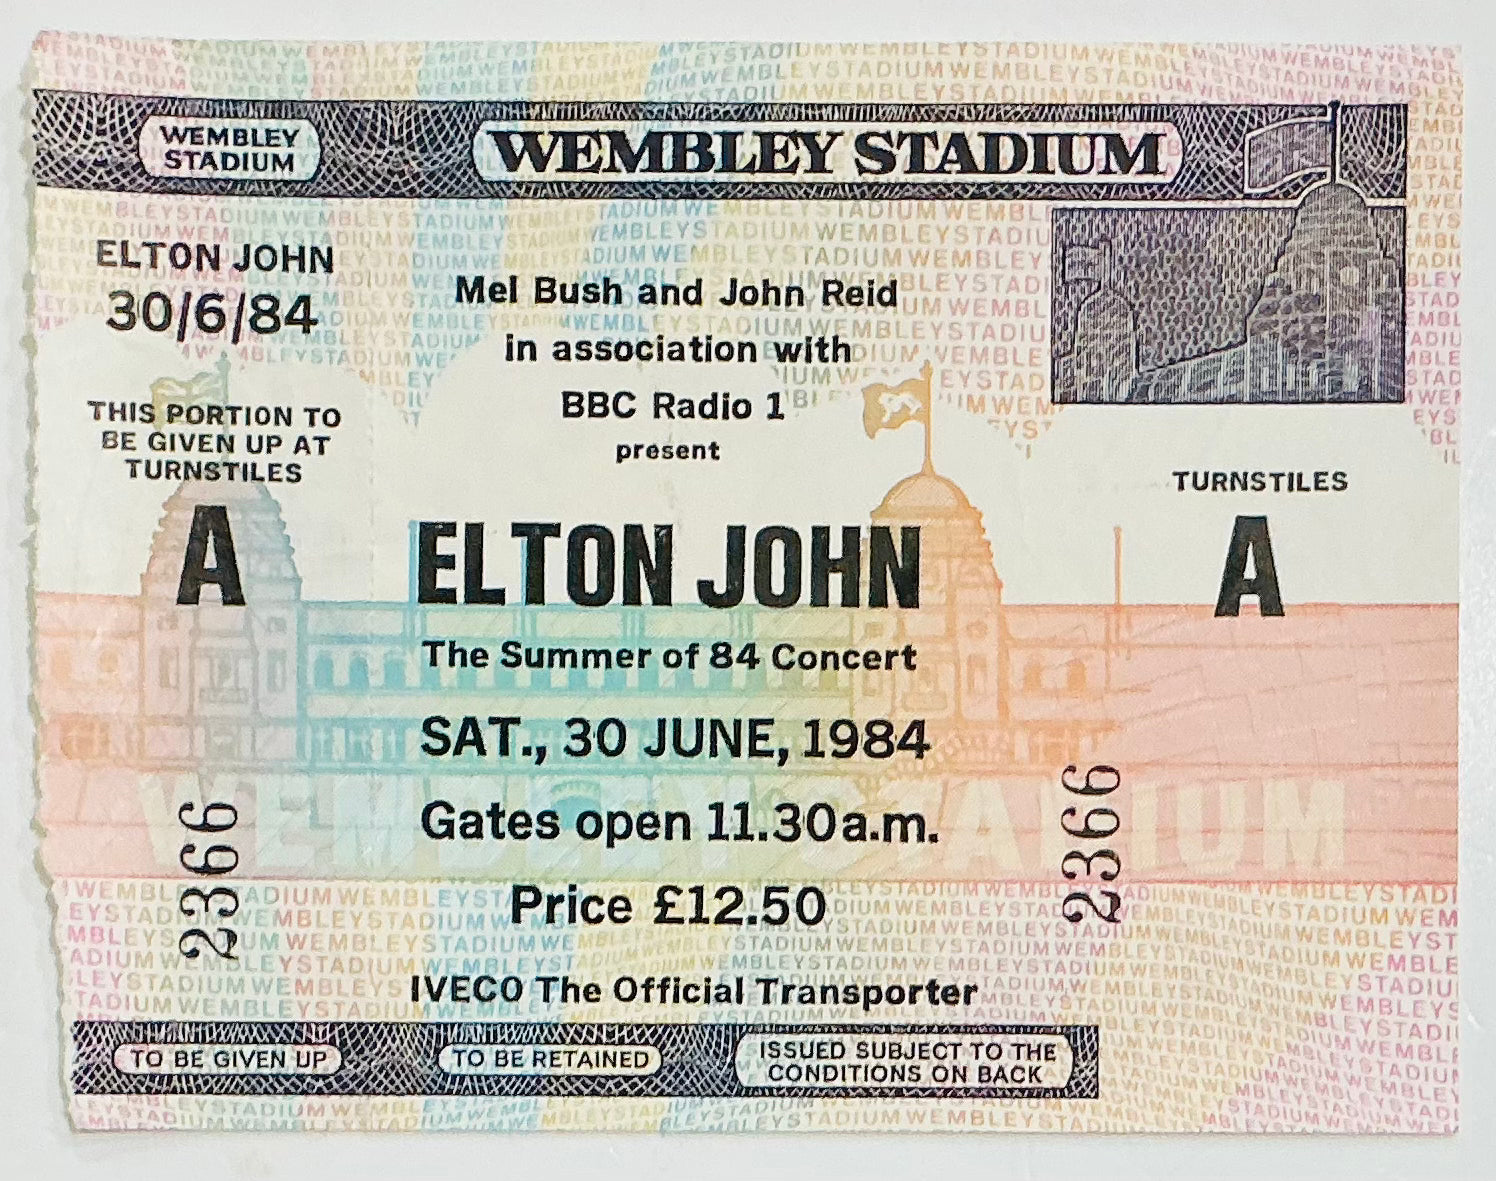 WEMBLEY
STADIUM
WEMBLEY STADIUM
ELTON JOHN
30/6/84
THIS PORTION TO
BE GIVEN UP AT
TURNSTILES
A
2366
TO BE GIVEN UP
Mel Bush and John Reid
in association with
BBC Radio 1
present
ELTON JOHN
The Summer of 84 Concert
SAT., 30 JUNE, 1984
Gates open 11.30a.m.
Price £12.50
IVECO The Official Transporter
TO BE RETAINED
ISSUED SUBJECT TO THE
CONDITIONS ON BACK
TURNSTILES
A
2366
WEMBLEY STADIUM